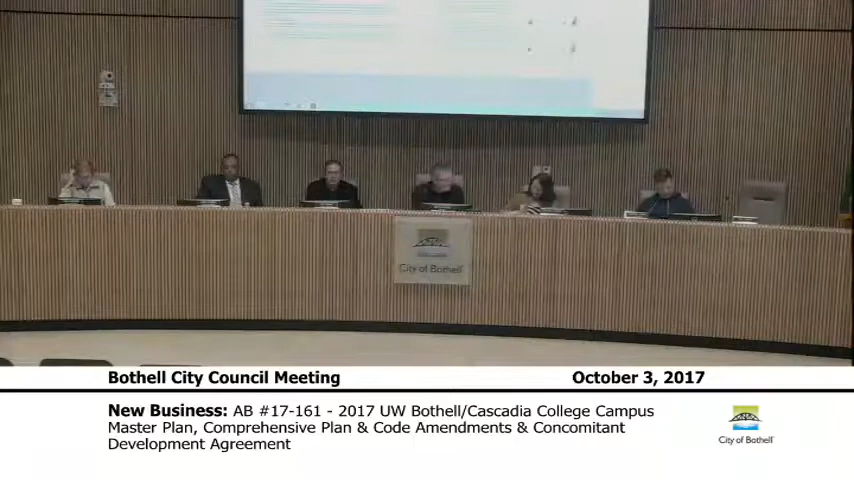 City of Bothell
Bothell City Council Meeting
October 3, 2017
New Business: AB #17-161 - 2017 UW Bothell/Cascadia College Campus
Master Plan, Comprehensive Plan & Code Amendments & Concomitant
Development Agreement
City of Bothell